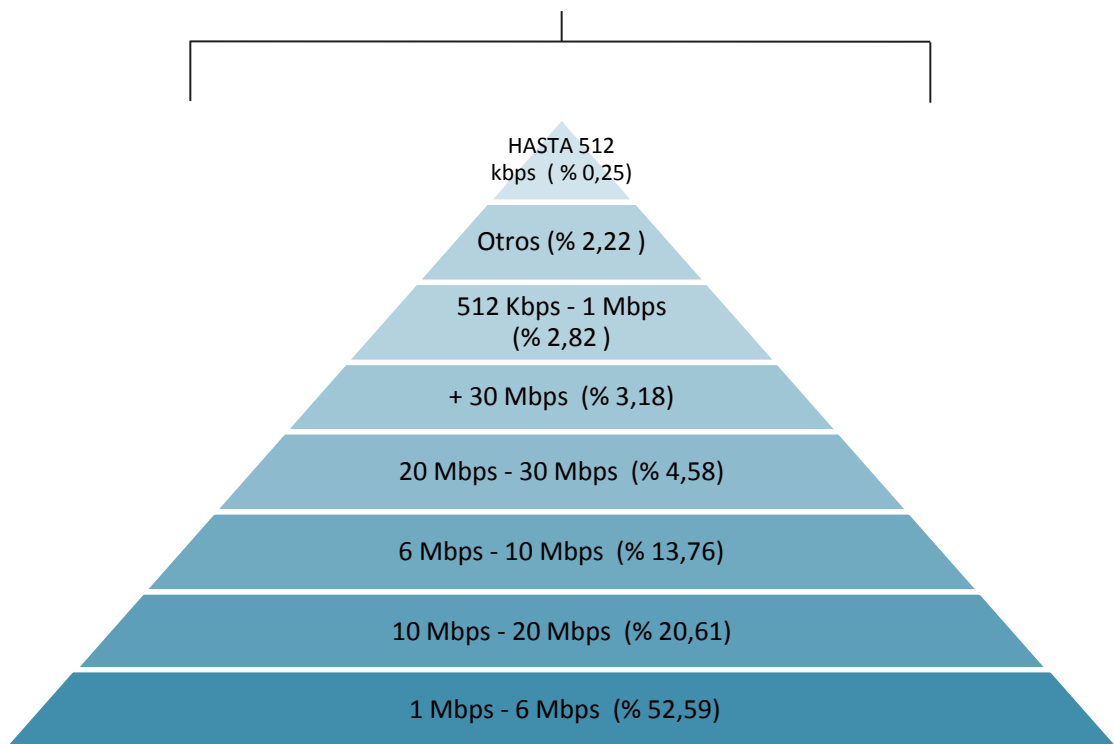 HASTA 512
kbps ( % 0,25)
Otros (% 2,22 )
512 Kbps - 1 Mbps
(% 2,82 )
+ 30 Mbps (% 3,18)
20 Mbps - 30 Mbps (% 4,58)
6 Mbps - 10 Mbps (% 13,76)
10 Mbps - 20 Mbps (% 20,61)
1 Mbps - 6 Mbps (% 52,59)